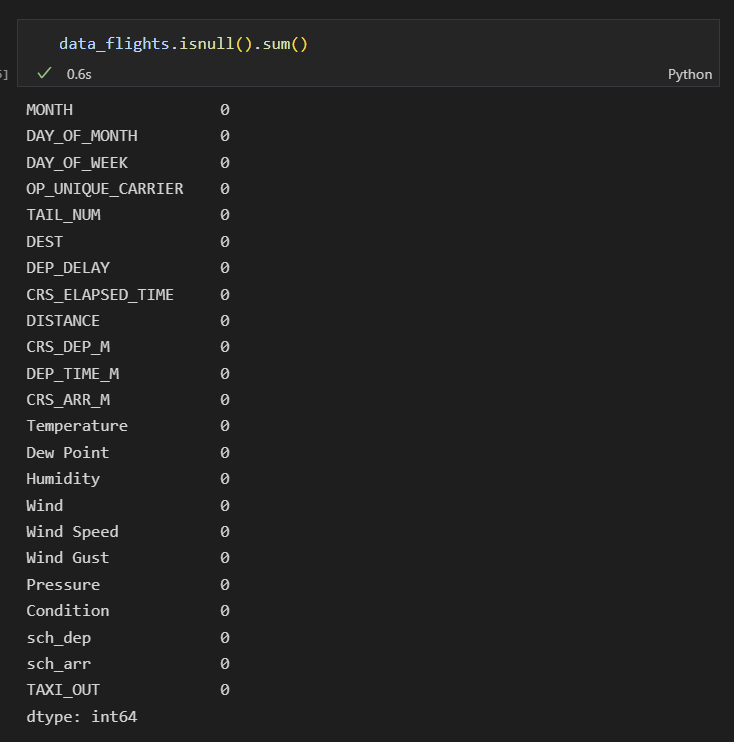 data_flights.isnull().sum()
] 0.6s Python
MONTH 0
DAY_OF_MONTH 0
DAY_OF_WEEK 0
OP_UNIQUE_CARRIER 0
TAIL_NUM 0
DEST 0
DEP_DELAY 0
CRS_ELAPSED_TIME 0
DISTANCE 0
CRS_DEP_M 0
DEP_TIME_M 0
CRS_ARR_M 0
Temperature 0
Dew Point 0
Humidity 0
Wind 0
Wind Speed 0
Wind Gust 0
Pressure 0
Condition 0
sch_dep 0
sch_arr 0
TAXI_OUT 0
dtype: int64